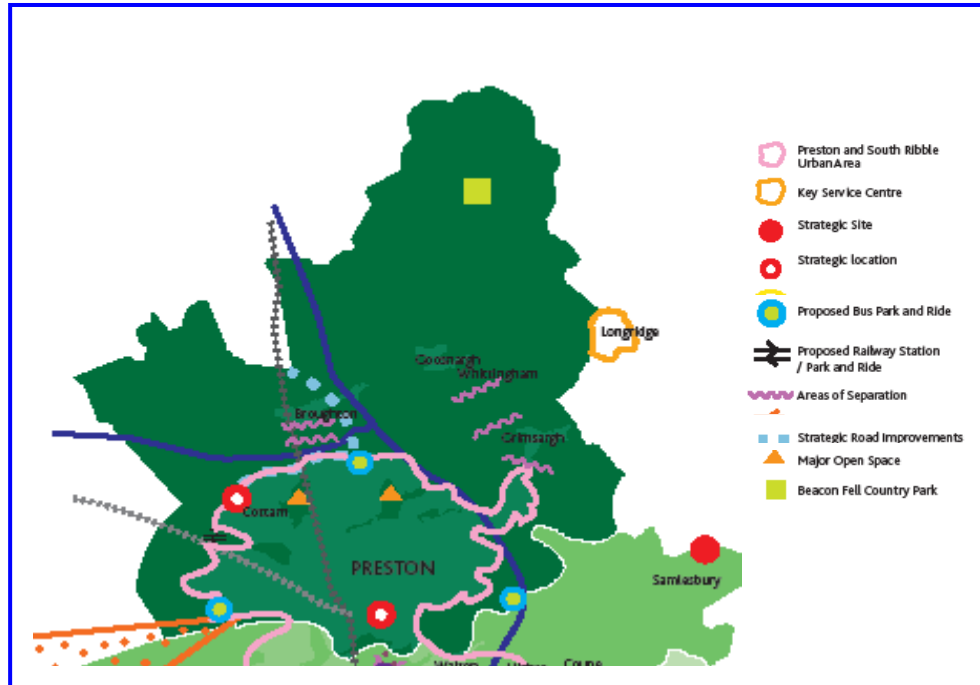 Preston and South Ribble
Urban Area
Key Service Centre
Strategic Site
Strategic location
Proposed Bus Park and Ride
Proposed Railway Station
/ Park and Ride
Areas of Separation
Strategic Road Improvements
Major Open Space
Beacon Fell Country Park
Longridge
Goosnargh
Whittingham
Broughton
Grimsargh
Cottam
PRESTON
Samlesbury
Walton
Coupe